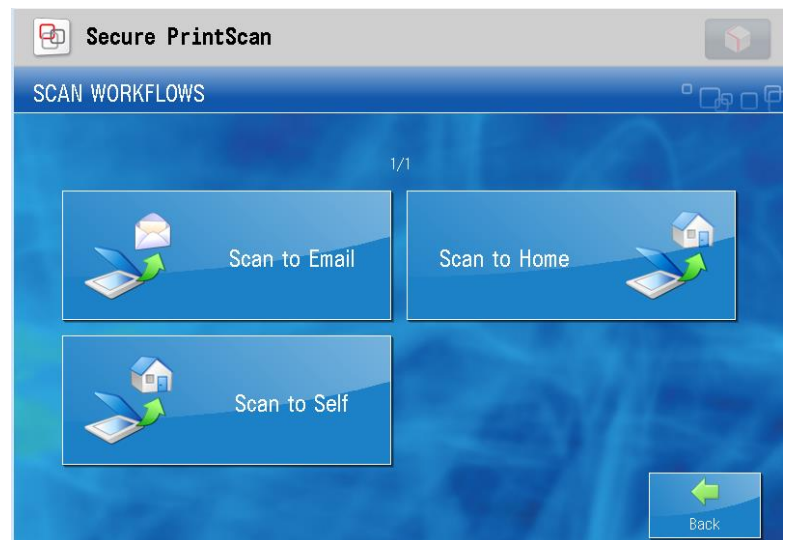 Secure PrintScan
SCAN WORKFLOWS
1/1
Scan to Email
Scan to Home
Scan to Self
Back